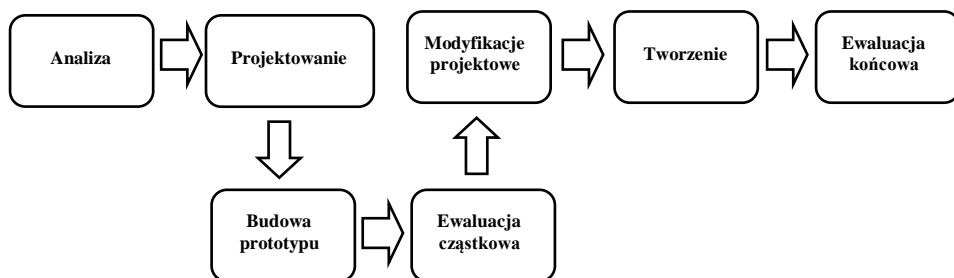 Analiza
Projektowanie
Budowa
prototypu
Ewaluacja
cząstkowa
Modyfikacje
projektowe
Tworzenie
Ewaluacja
końcowa